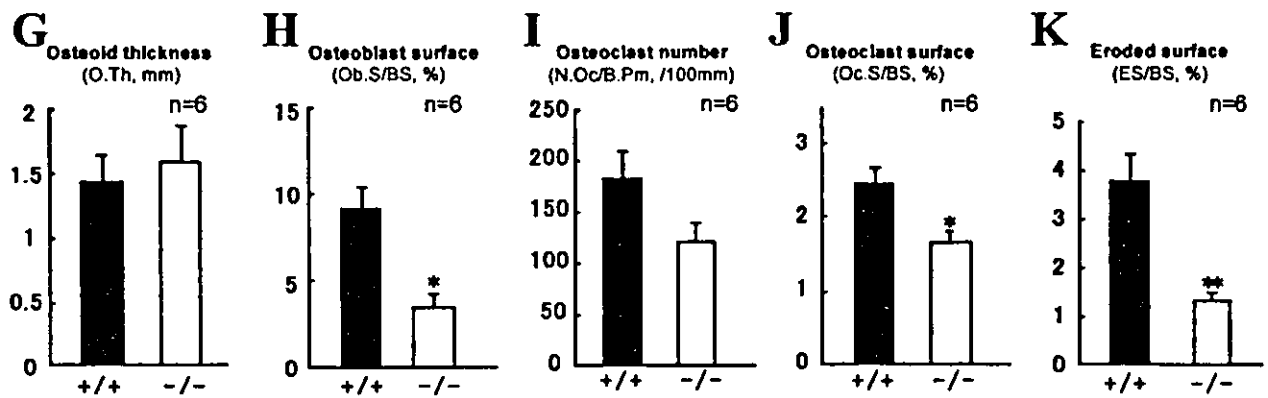 G
Osteoid thickness
(O.Th, mm)
n=6
2
1.5
1
0.5
0
+/+ -/-
H
Osteoblast surface
(Ob.S/BS, %)
n=6
15
10
5
0
*
+/+ -/-
I
Osteoclast number
(N.Oc/B.Pm, /100mm)
n=6
250
200
150
100
50
0
+/+ -/-
J
Osteoclast surface
(Oc.S/BS, %)
n=6
3
2
1
0
*
+/+ -/-
K
Eroded surface
(ES/BS, %)
n=6
5
4
3
2
1
0
**
+/+ -/-